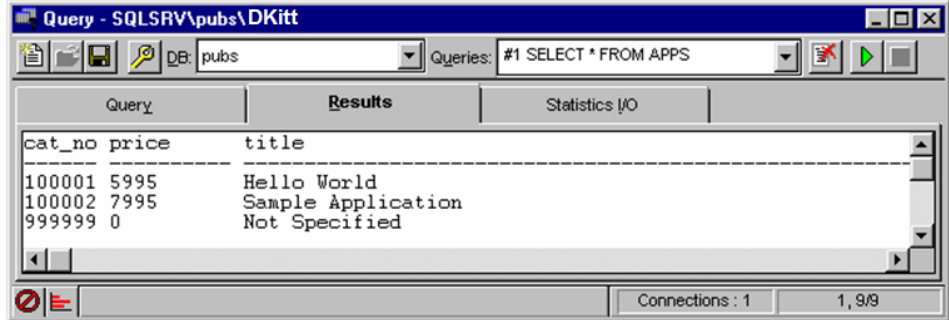 Query - SQLSRV\pubs\DKitt
DB: pubs Queries: #1 SELECT * FROM APPS
Query Results Statistics I/O
cat_no price title
------ ---------- --------------------------------------------------------
100001 5995 Hello World
100002 7995 Sample Application
999999 0 Not Specified
Connections : 1 1, 9/9